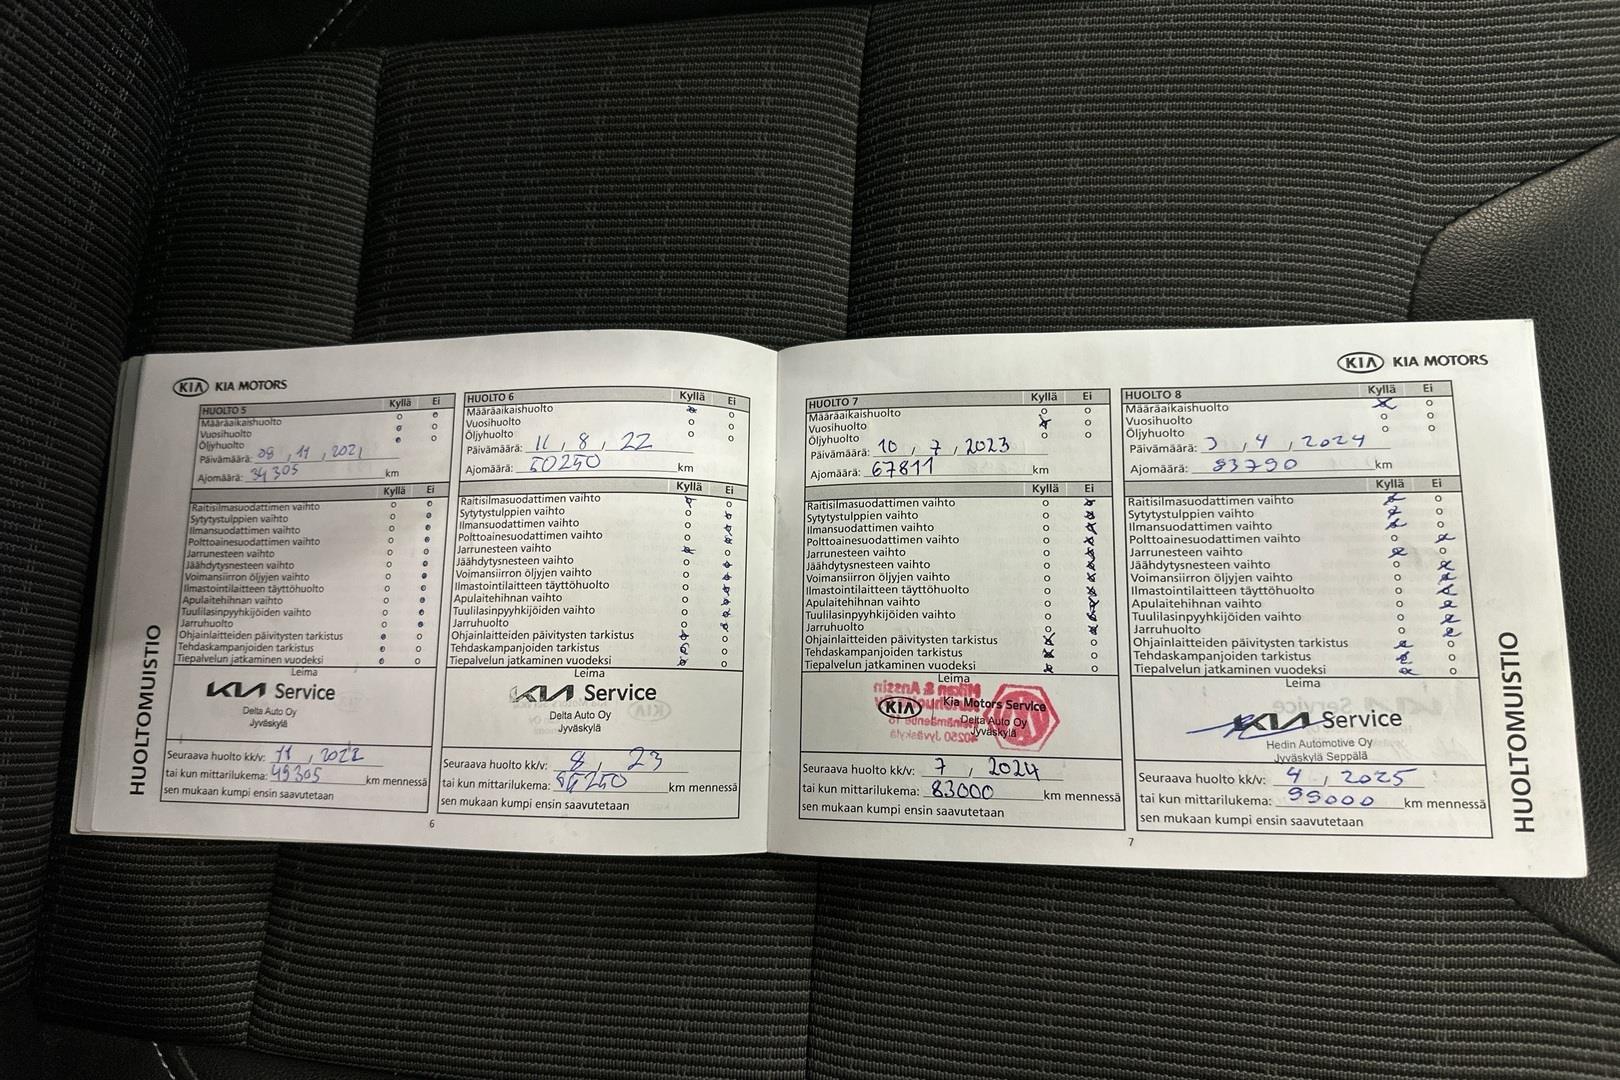 KIA KIA MOTORS
HUOLTO 5 Kyllä Ei
Määräaikaishuolto
Vuosihuolto
Öljyhuolto
Päivämäärä: 08, 11, 2021
Ajomäärä: 34305 km
Kyllä Ei
Raitisilmasuodattimen vaihto
Sytytystulppien vaihto
Ilmansuodattimen vaihto
Polttoainesuodattimen vaihto
Jarrunesteen vaihto
Jäähdytysnesteen vaihto
Voimansiirron öljyjen vaihto
Ilmastointilaitteen täyttöhuolto
Apulaitehihnan vaihto
Tuulilasinpyyhkijöiden vaihto
Jarruhuolto
Ohjainlaitteiden päivitysten tarkistus
Tehdaskampanjoiden tarkistus
Tiepalvelun jatkaminen vuodeksi
Leima
KIA Service
Delta Auto Oy
Jyväskylä
Seuraava huolto kk/v: 11, 2022
tai kun mittarilukema: 49305 km mennessä
sen mukaan kumpi ensin saavutetaan
HUOLTOMUISTIO
HUOLTO 6 Kyllä Ei
Määräaikaishuolto
Vuosihuolto
Öljyhuolto
Päivämäärä: 11, 8, 22
Ajomäärä: 50250 km
Kyllä Ei
Raitisilmasuodattimen vaihto
Sytytystulppien vaihto
Ilmansuodattimen vaihto
Polttoainesuodattimen vaihto
Jarrunesteen vaihto
Jäähdytysnesteen vaihto
Voimansiirron öljyjen vaihto
Ilmastointilaitteen täyttöhuolto
Apulaitehihnan vaihto
Tuulilasinpyyhkijöiden vaihto
Jarruhuolto
Ohjainlaitteiden päivitysten tarkistus
Tehdaskampanjoiden tarkistus
Tiepalvelun jatkaminen vuodeksi
Leima
KIA Service
Delta Auto Oy
Jyväskylä
Seuraava huolto kk/v: 8, 23
tai kun mittarilukema: km mennessä
sen mukaan kumpi ensin saavutetaan
6
HUOLTO 7 Kyllä Ei
Määräaikaishuolto
Vuosihuolto
Öljyhuolto
Päivämäärä: 10, 7, 2023
Ajomäärä: 67811 km
Kyllä Ei
Raitisilmasuodattimen vaihto
Sytytystulppien vaihto
Ilmansuodattimen vaihto
Polttoainesuodattimen vaihto
Jarrunesteen vaihto
Jäähdytysnesteen vaihto
Voimansiirron öljyjen vaihto
Ilmastointilaitteen täyttöhuolto
Apulaitehihnan vaihto
Tuulilasinpyyhkijöiden vaihto
Jarruhuolto
Ohjainlaitteiden päivitysten tarkistus
Tehdaskampanjoiden tarkistus
Tiepalvelun jatkaminen vuodeksi
Leima
KIA Kia Motors Service
Delta Auto Oy
Jyväskylä
Seuraava huolto kk/v: 7, 2024
tai kun mittarilukema: 83000 km mennessä
sen mukaan kumpi ensin saavutetaan
KIA KIA MOTORS
HUOLTO 8 Kyllä Ei
Määräaikaishuolto
Vuosihuolto
Öljyhuolto
Päivämäärä: 3, 4, 2024
Ajomäärä: 83790 km
Kyllä Ei
Raitisilmasuodattimen vaihto
Sytytystulppien vaihto
Ilmansuodattimen vaihto
Polttoainesuodattimen vaihto
Jarrunesteen vaihto
Jäähdytysnesteen vaihto
Voimansiirron öljyjen vaihto
Ilmastointilaitteen täyttöhuolto
Apulaitehihnan vaihto
Tuulilasinpyyhkijöiden vaihto
Jarruhuolto
Ohjainlaitteiden päivitysten tarkistus
Tehdaskampanjoiden tarkistus
Tiepalvelun jatkaminen vuodeksi
Leima
KIA Service
Hedin Automotive Oy
Jyväskylä Seppälä
Seuraava huolto kk/v: 4, 2025
tai kun mittarilukema: 99000 km mennessä
sen mukaan kumpi ensin saavutetaan
HUOLTOMUISTIO
7